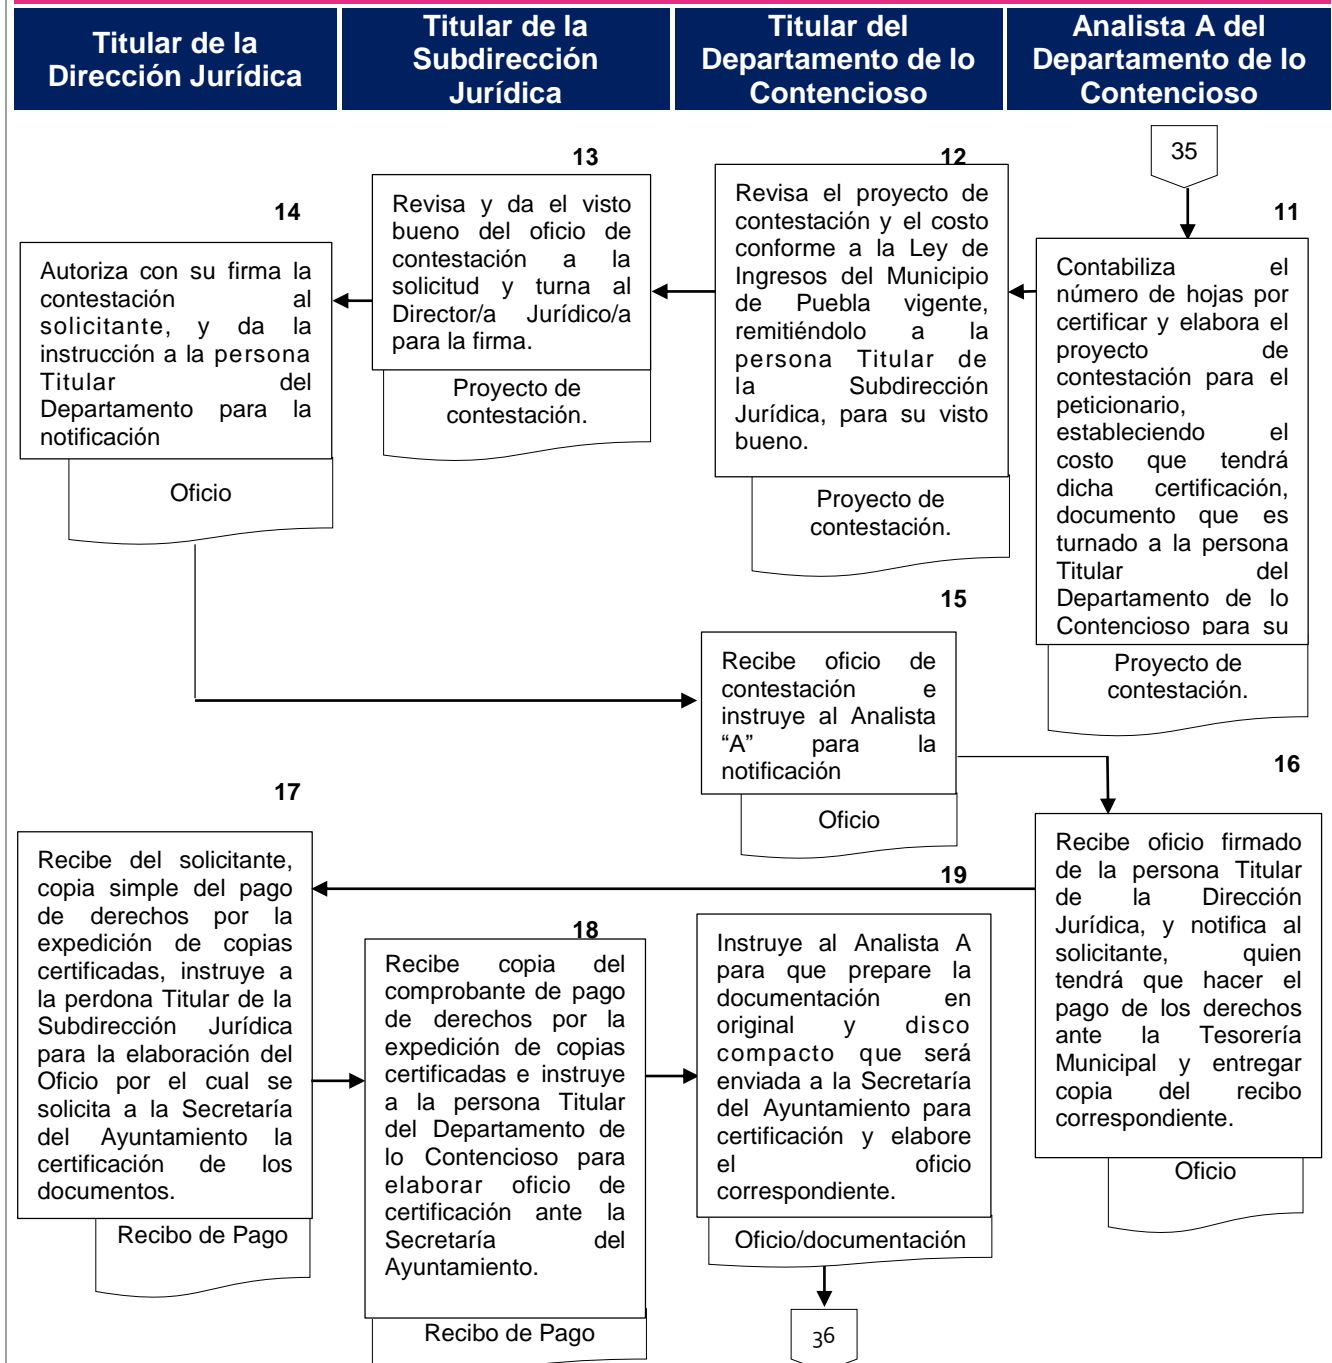 Titular de la
Dirección Jurídica
Titular de la
Subdirección
Jurídica
Titular del
Departamento de lo
Contencioso
Analista A del
Departamento de lo
Contencioso
35
11
Contabiliza el
número de hojas por
certificar y elabora el
proyecto de
contestación para el
peticionario,
estableciendo el
costo que tendrá
dicha certificación,
documento que es
turnado a la persona
Titular del
Departamento de lo
Contencioso para su
Proyecto de
contestación.
12
Revisa el proyecto de
contestación y el costo
conforme a la Ley de
Ingresos del Municipio
de Puebla vigente,
remitiéndolo a la
persona Titular de
la Subdirección
Jurídica, para su visto
bueno.
Proyecto de
contestación.
13
Revisa y da el visto
bueno del oficio de
contestación a la
solicitud y turna al
Director/a Jurídico/a
para la firma.
Proyecto de
contestación.
14
Autoriza con su firma la
contestación al
solicitante, y da la
instrucción a la persona
Titular del
Departamento para la
notificación
Oficio
15
Recibe oficio de
contestación e
instruye al Analista
“A” para la
notificación
Oficio
16
Recibe oficio firmado
de la persona Titular
de la Dirección
Jurídica, y notifica al
solicitante, quien
tendrá que hacer el
pago de los derechos
ante la Tesorería
Municipal y entregar
copia del recibo
correspondiente.
Oficio
17
Recibe del solicitante,
copia simple del pago
de derechos por la
expedición de copias
certificadas, instruye a
la perdona Titular de la
Subdirección Jurídica
para la elaboración del
Oficio por el cual se
solicita a la Secretaría
del Ayuntamiento la
certificación de los
documentos.
Recibo de Pago
18
Recibe copia del
comprobante de pago
de derechos por la
expedición de copias
certificadas e instruye
a la persona Titular
del Departamento de
lo Contencioso para
elaborar oficio de
certificación ante la
Secretaría del
Ayuntamiento.
Recibo de Pago
19
Instruye al Analista A
para que prepare la
documentación en
original y disco
compacto que será
enviada a la Secretaría
del Ayuntamiento para
certificación y elabore
el oficio
correspondiente.
Oficio/documentación
36